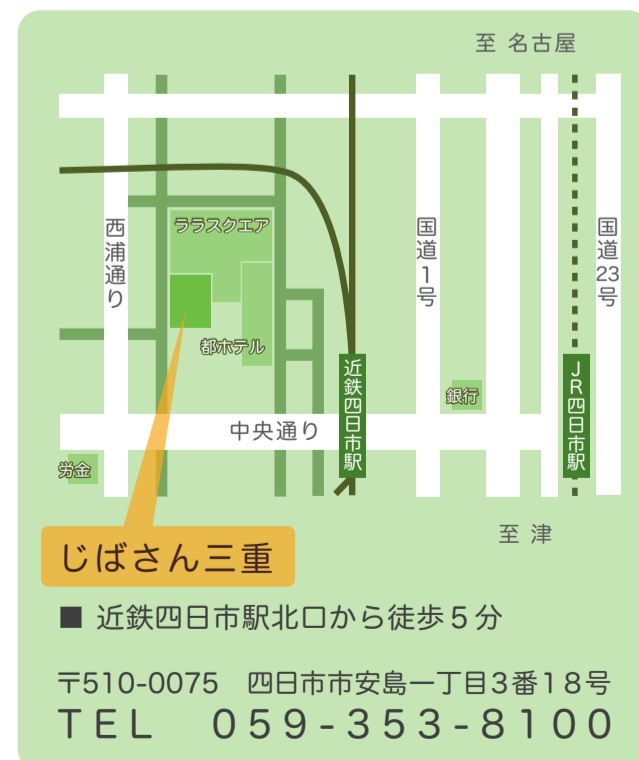 至 名古屋
ララスクエア
西浦通り
国道1号
国道23号
都ホテル
近鉄四日市駅
JR四日市駅
銀行
中央通り
労金
至 津
じばさん三重
■ 近鉄四日市駅北口から徒歩５分
〒510-0075　四日市市安島一丁目3番18号
TEL　059-353-8100